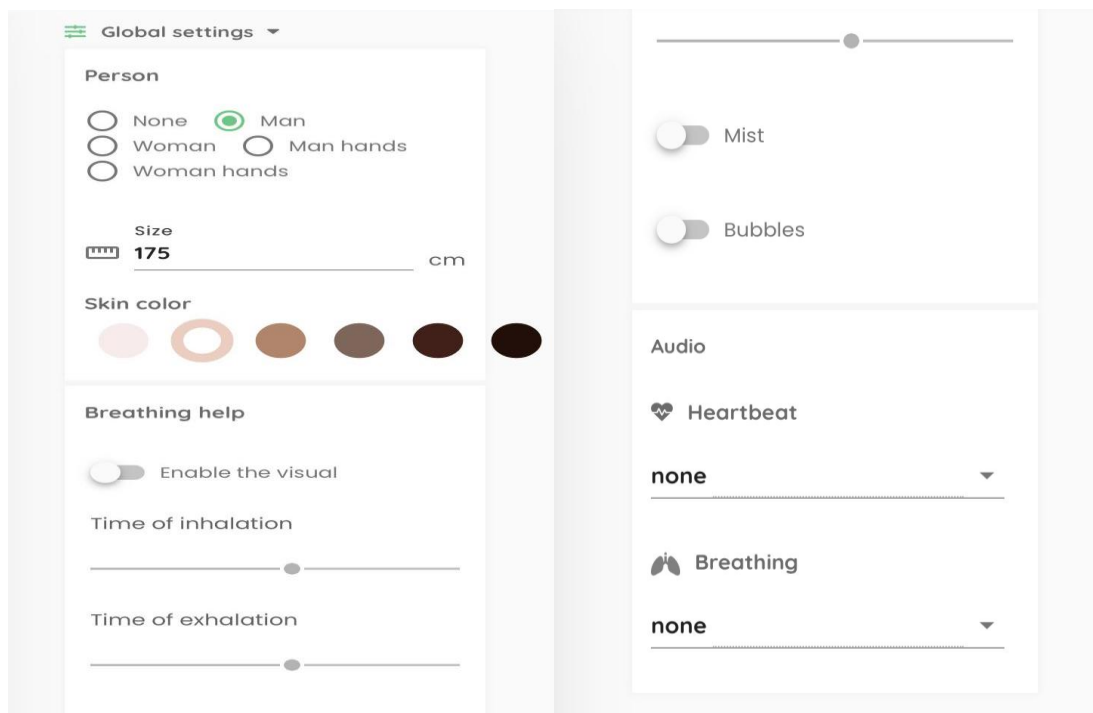 Global settings
Person
None Man
Woman Man hands
Woman hands
Size
175 cm
Skin color
Breathing help
Enable the visual
Time of inhalation
Time of exhalation
Mist
Bubbles
Audio
Heartbeat
none
Breathing
none